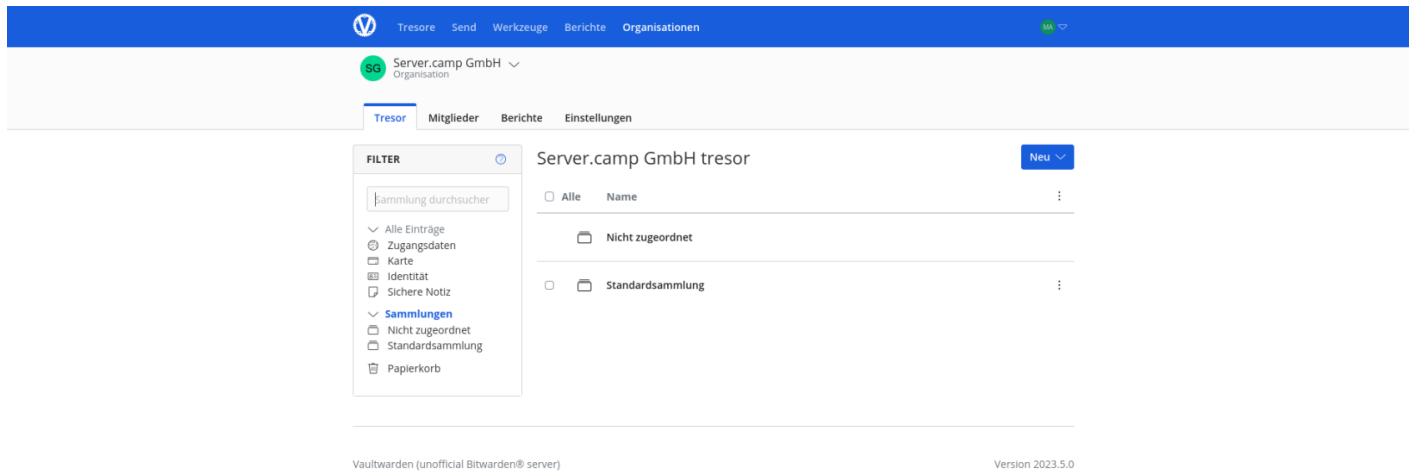 Tresore Send Werkzeuge Berichte Organisationen MA
SG Server.camp GmbH
Organisation
Tresor Mitglieder Berichte Einstellungen
FILTER
Sammlung durchsucher
Alle Einträge
Zugangsdaten
Karte
Identität
Sichere Notiz
Sammlungen
Nicht zugeordnet
Standardsammlung
Papierkorb
Server.camp GmbH tresor
Neu
Alle Name
Nicht zugeordnet
Standardsammlung
Vaultwarden (unofficial Bitwarden® server)
Version 2023.5.0